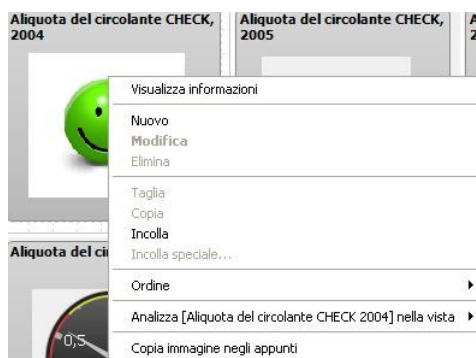 Aliquota del circolante CHECK,
2004
Aliquota del circolante CHECK,
2005
Visualizza informazioni
Nuovo
Modifica
Elimina
Taglia
Copia
Incolla
Incolla speciale...
Ordine
Analizza [Aliquota del circolante CHECK 2004] nella vista
Copia immagine negli appunti
Aliquota del
0,5